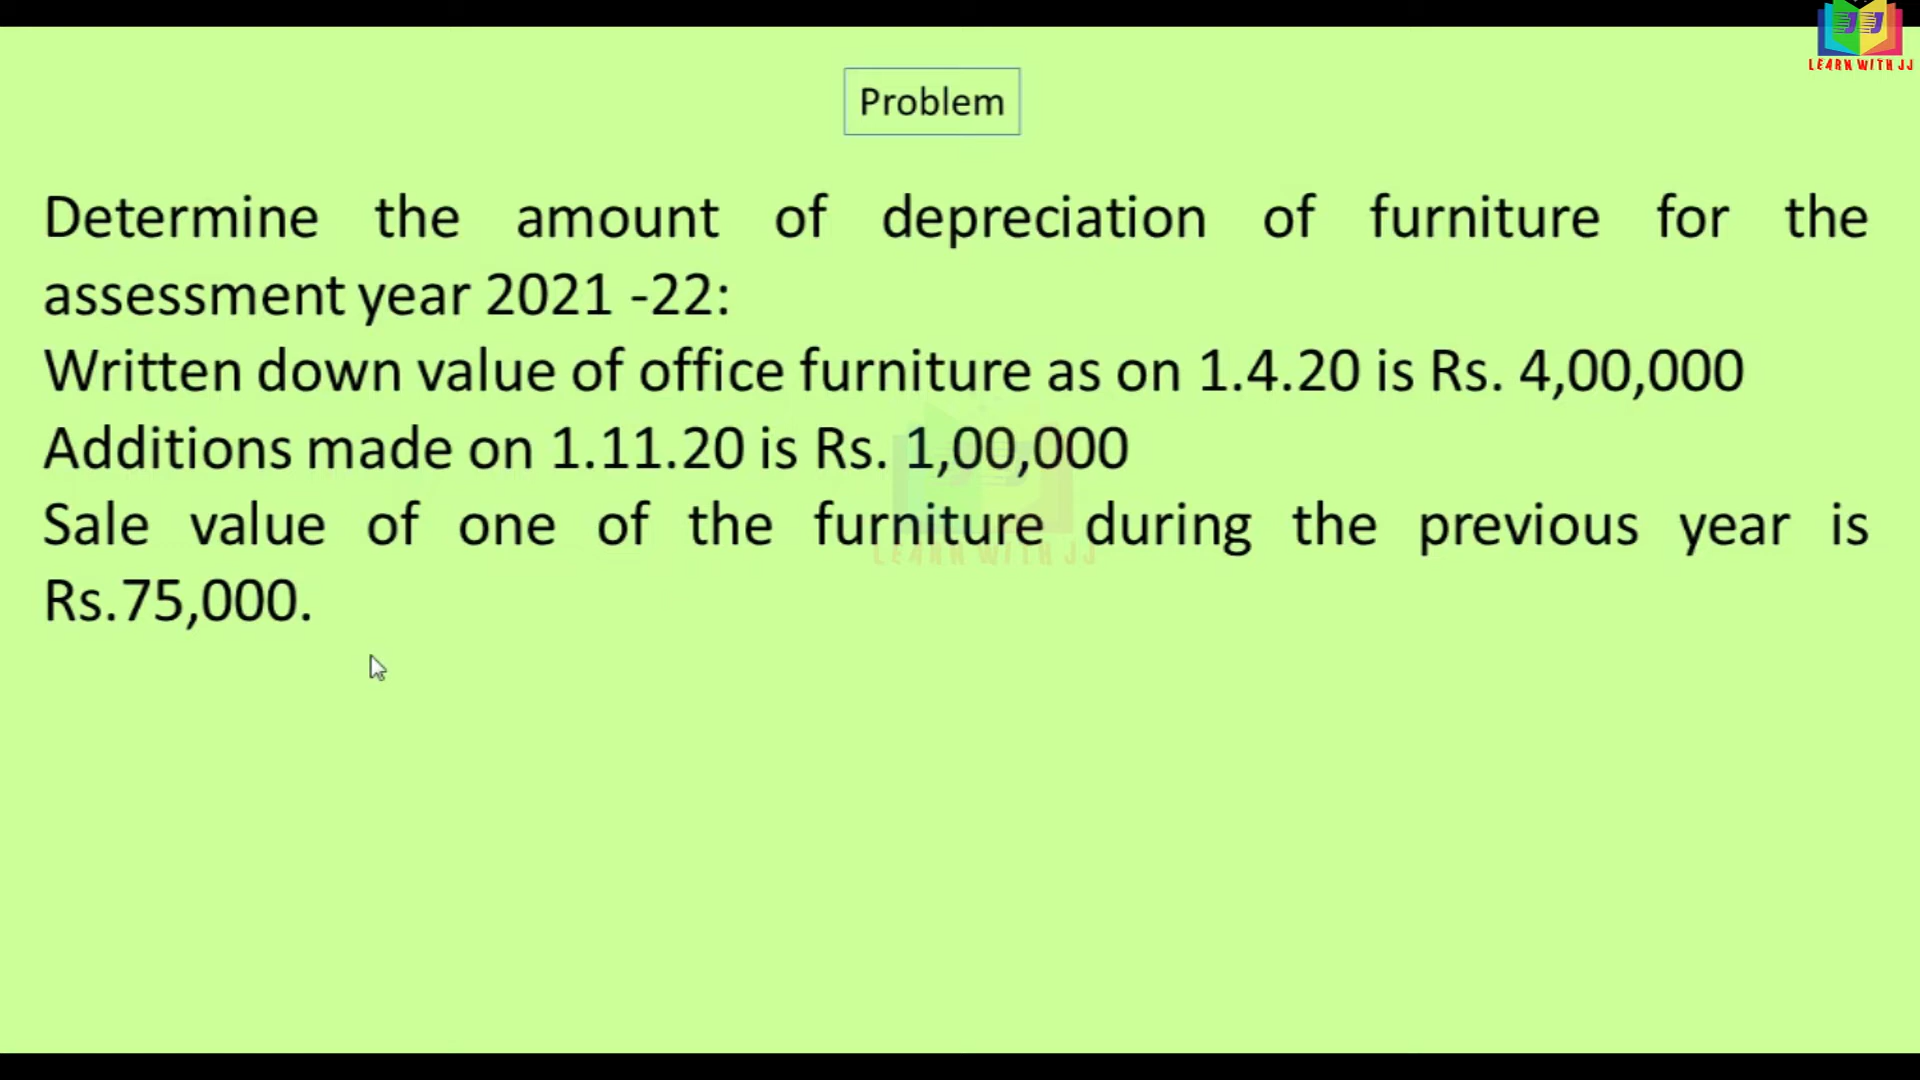 LEARN WITH JJ
Problem
Determine the amount of depreciation of furniture for the
assessment year 2021 -22:
Written down value of office furniture as on 1.4.20 is Rs. 4,00,000
Additions made on 1.11.20 is Rs. 1,00,000
Sale value of one of the furniture during the previous year is
LEARN WITH JJ
Rs.75,000.